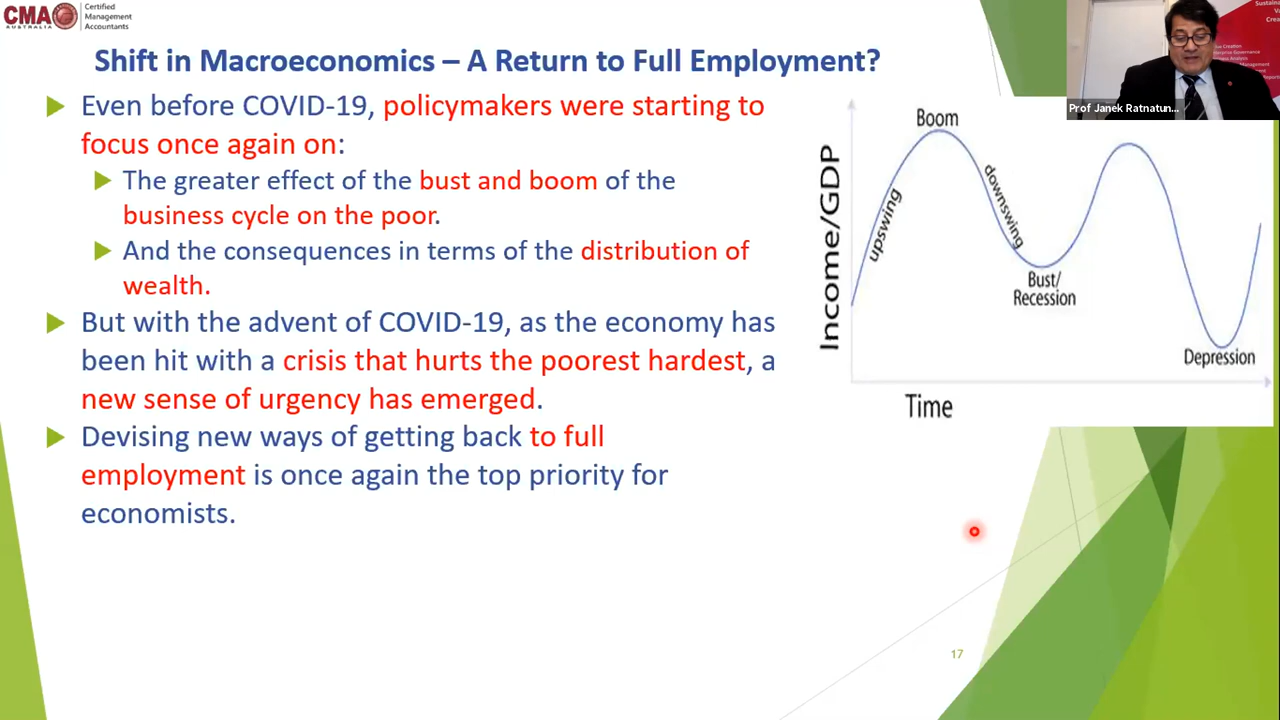 CMA
AUSTRALIA
Certified
Management
Accountants
Shift in Macroeconomics – A Return to Full Employment?
Even before COVID-19, policymakers were starting to
focus once again on:
The greater effect of the bust and boom of the
business cycle on the poor.
And the consequences in terms of the distribution of
wealth.
But with the advent of COVID-19, as the economy has
been hit with a crisis that hurts the poorest hardest, a
new sense of urgency has emerged.
Devising new ways of getting back to full
employment is once again the top priority for
economists.
Income/GDP
Boom
upswing
downswing
Bust/
Recession
Depression
Time
Prof Janek Ratnatun...
17